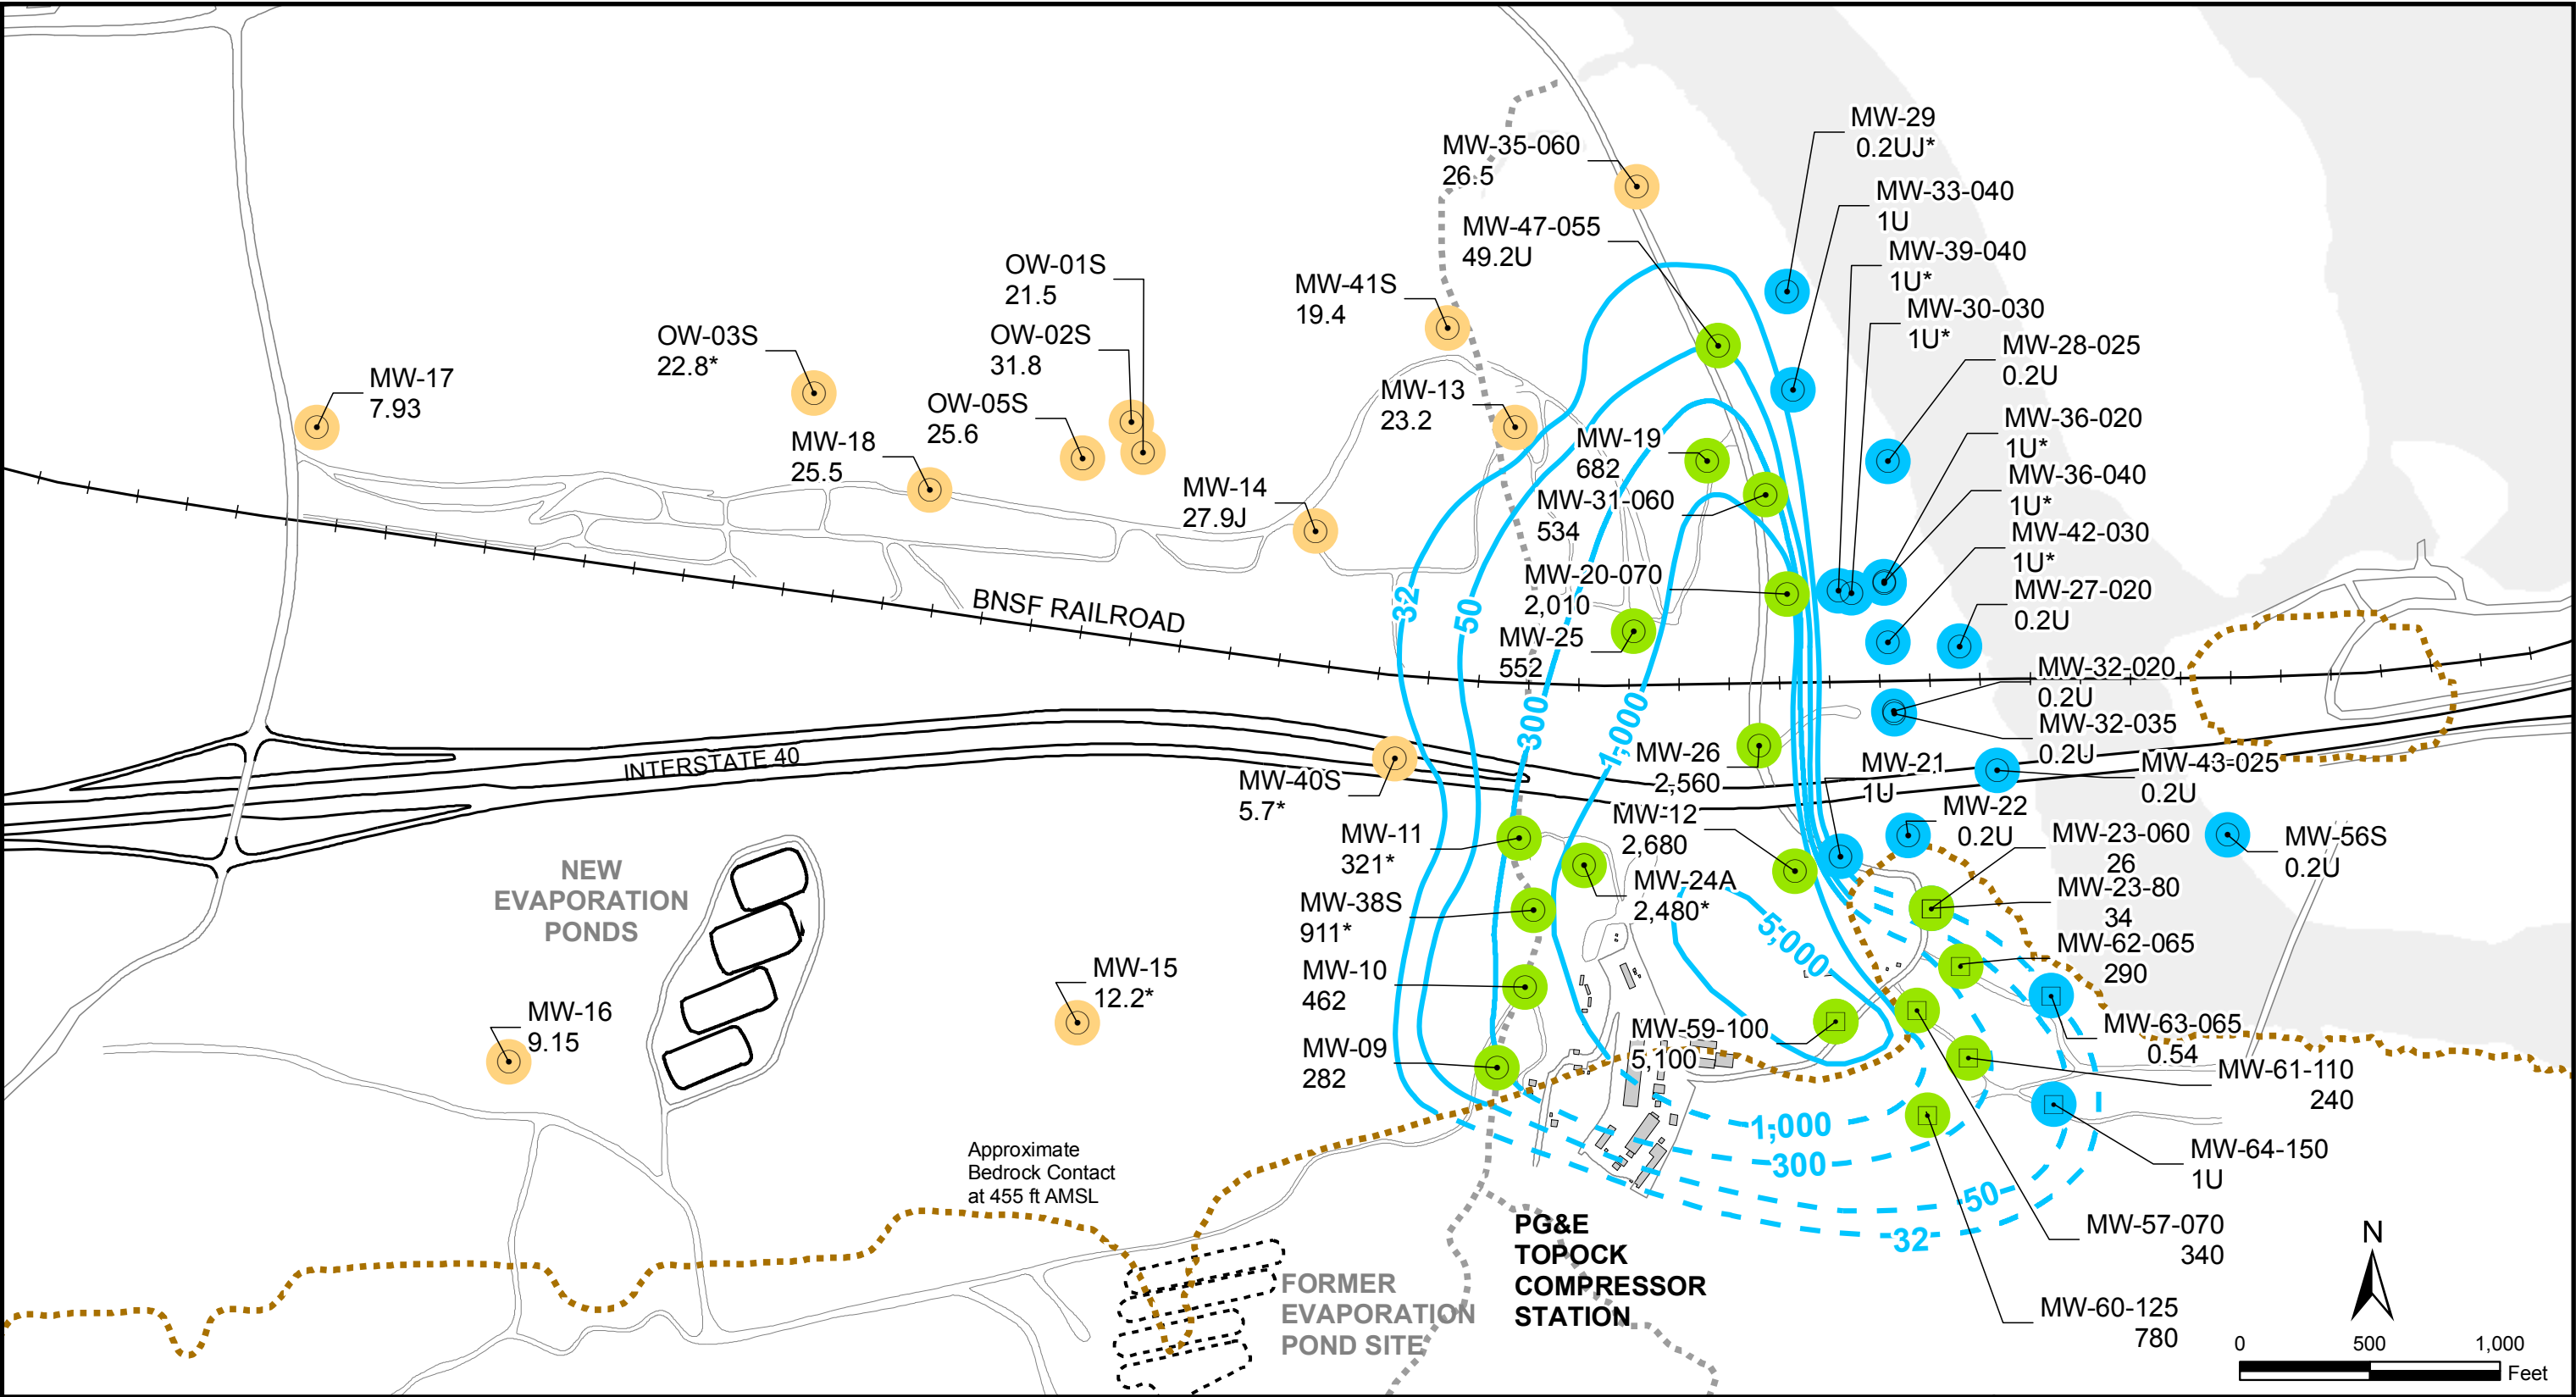 MW-29
0.2UJ*
MW-35-060
26.5
MW-33-040
1U
MW-47-055
49.2U
MW-39-040
1U*
OW-01S
21.5
MW-41S
19.4
MW-30-030
1U*
OW-03S
22.8*
OW-02S
31.8
MW-28-025
0.2U
MW-17
7.93
OW-05S
25.6
MW-13
23.2
MW-36-020
1U*
MW-18
25.5
MW-19
682
MW-36-040
1U*
MW-14
27.9J
MW-31-060
534
MW-42-030
1U*
MW-20-070
2,010
MW-27-020
0.2U
BNSF RAILROAD
32
50
MW-25
552
MW-32-020
0.2U
300
1,000
MW-32-035
0.2U
INTERSTATE 40
MW-40S
5.7*
MW-26
2,560
MW-21
1U
MW-43-025
0.2U
MW-12
2,680
MW-22
0.2U
MW-11
321*
MW-23-060
26
MW-56S
0.2U
NEW
EVAPORATION
PONDS
MW-24A
2,480*
MW-23-80
34
MW-38S
911*
5,000
MW-62-065
290
MW-15
12.2*
MW-10
462
MW-16
9.15
MW-59-100
5,100
MW-63-065
0.54
MW-09
282
MW-61-110
240
1,000
300
50
32
MW-64-150
1U
Approximate
Bedrock Contact
at 455 ft AMSL
MW-57-070
340
PG&E
TOPOCK
COMPRESSOR
STATION
FORMER
EVAPORATION
POND SITE
MW-60-125
780
N
0 500 1,000
Feet